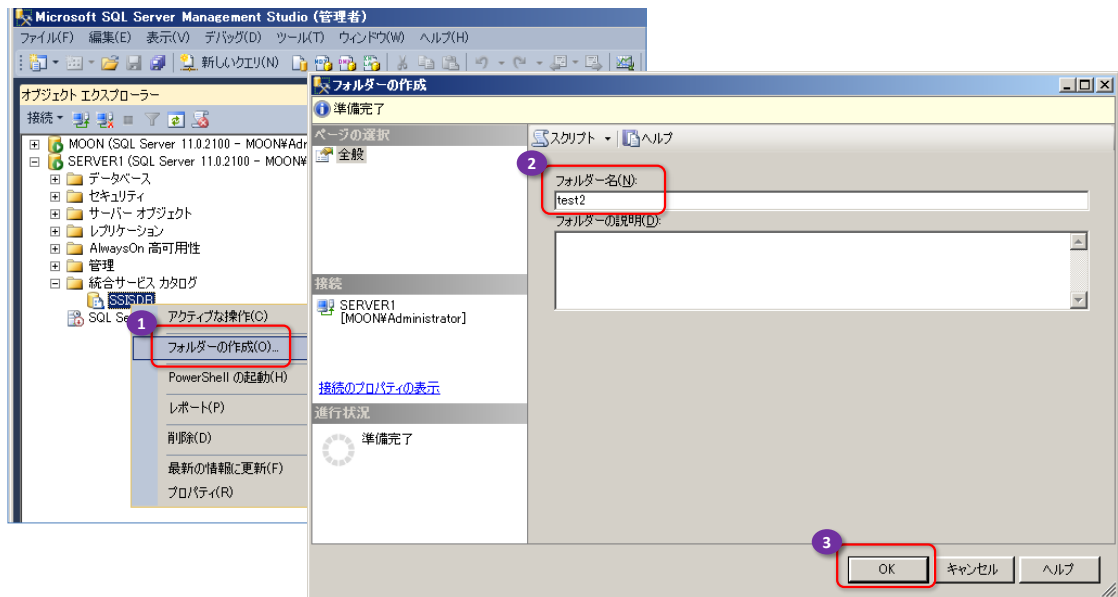 Microsoft SQL Server Management Studio (管理者)
ファイル(F) 編集(E) 表示(V) デバッグ(D) ツール(T) ウィンドウ(W) ヘルプ(H)
新しいクエリ(N)
オブジェクト エクスプローラー
接続
MOON (SQL Server 11.0.2100 - MOON¥Adr
SERVER1 (SQL Server 11.0.2100 - MOON¥
データベース
セキュリティ
サーバー オブジェクト
レプリケーション
AlwaysOn 高可用性
管理
統合サービス カタログ
SSISDB
SQL Se
1
アクティブな操作(C)
フォルダーの作成(O)...
PowerShell の起動(H)
レポート(P)
削除(D)
最新の情報に更新(F)
プロパティ(R)
フォルダーの作成
準備完了
ページの選択
全般
スクリプト
ヘルプ
2
フォルダー名(N):
test2
フォルダーの説明(D):
接続
SERVER1
[MOON¥Administrator]
接続のプロパティの表示
進行状況
準備完了
3
OK
キャンセル
ヘルプ